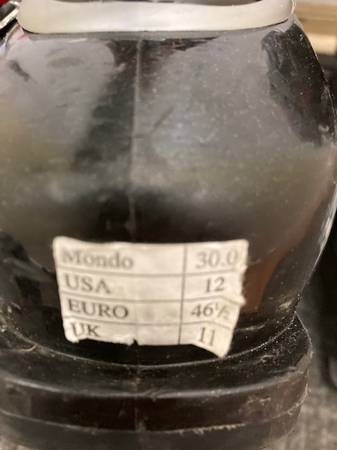 Mondo 30.0
USA 12
EURO 46½
UK 11